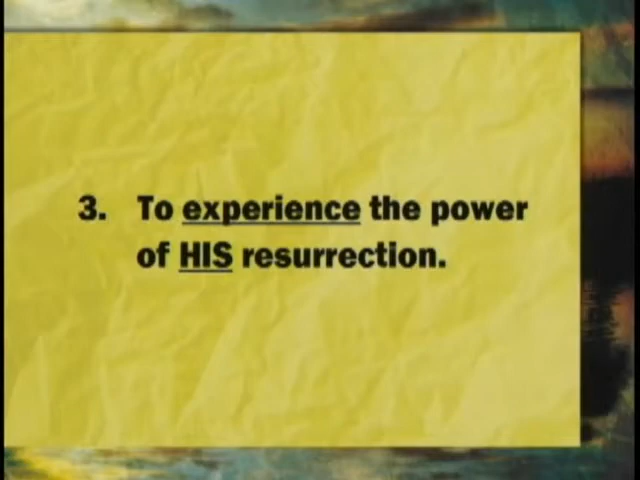 3. To experience the power
of HIS resurrection.